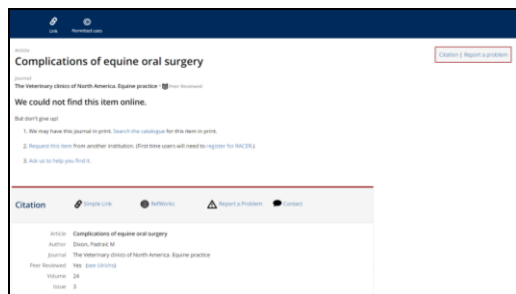 Link
Permitted uses
Article
Complications of equine oral surgery
Citation | Report a problem
Journal
The Veterinary clinics of North America. Equine practice · Peer Reviewed
We could not find this item online.
But don't give up!
1. We may have this journal in print. Search the catalogue for this item in print.
2. Request this item from another institution. (First time users will need to register for RACER.)
3. Ask us to help you find it.
Citation
Simple Link
RefWorks
Report a Problem
Contact
Article Complications of equine oral surgery
Author Dixon, Padraic M
Journal The Veterinary clinics of North America. Equine practice
Peer Reviewed Yes (see Ulrichs)
Volume 24
Issue 3